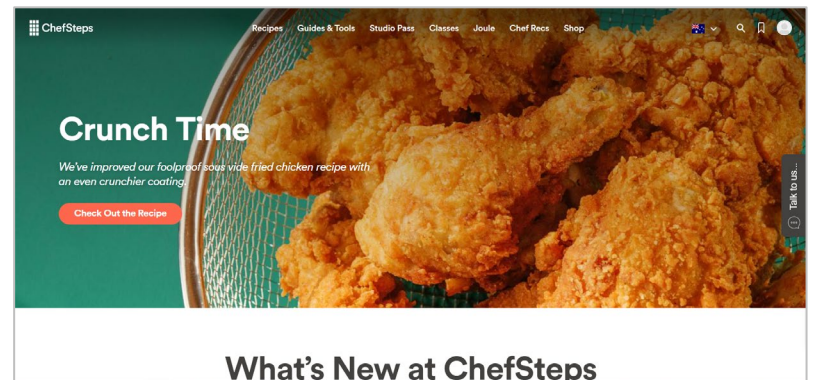 ChefSteps
Recipes Guides & Tools Studio Pass Classes Joule Chef Recs Shop
Crunch Time
We've improved our foolproof sous vide fried chicken recipe with
an even crunchier coating.
Check Out the Recipe
Talk to us...
What's New at ChefSteps